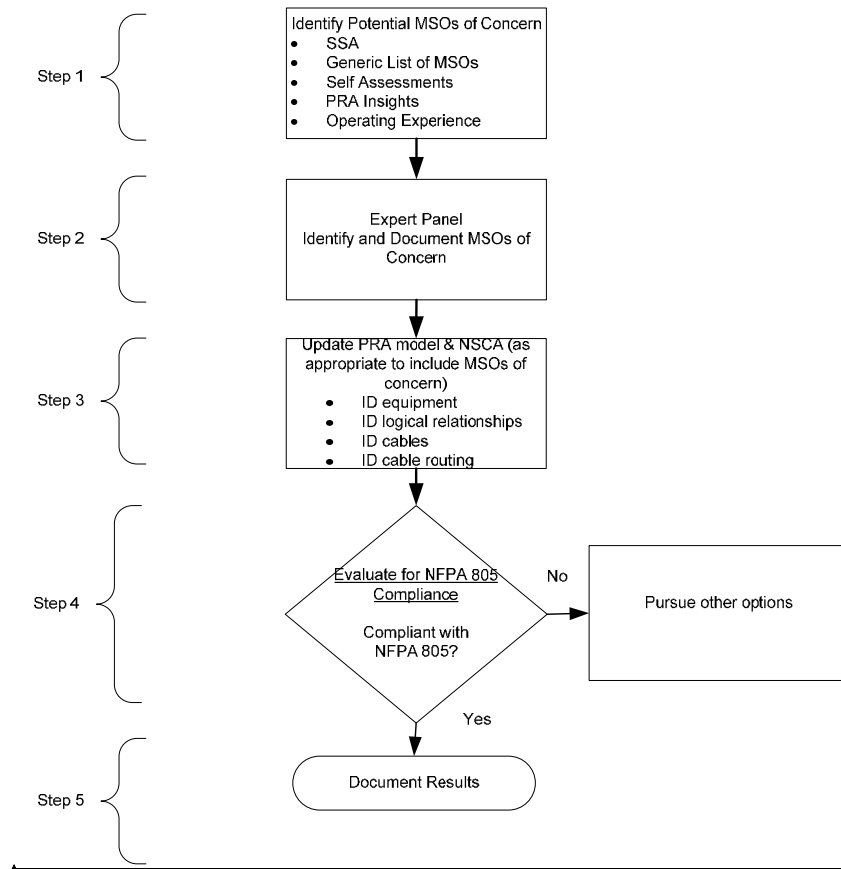 Step 1
Identify Potential MSOs of Concern
• SSA
• Generic List of MSOs
• Self Assessments
• PRA Insights
• Operating Experience
Step 2
Expert Panel
Identify and Document MSOs of
Concern
Step 3
Update PRA model & NSCA (as
appropriate to include MSOs of
concern)
• ID equipment
• ID logical relationships
• ID cables
• ID cable routing
Step 4
Evaluate for NFPA 805
Compliance
Compliant with
NFPA 805?
No
Pursue other options
Yes
Step 5
Document Results